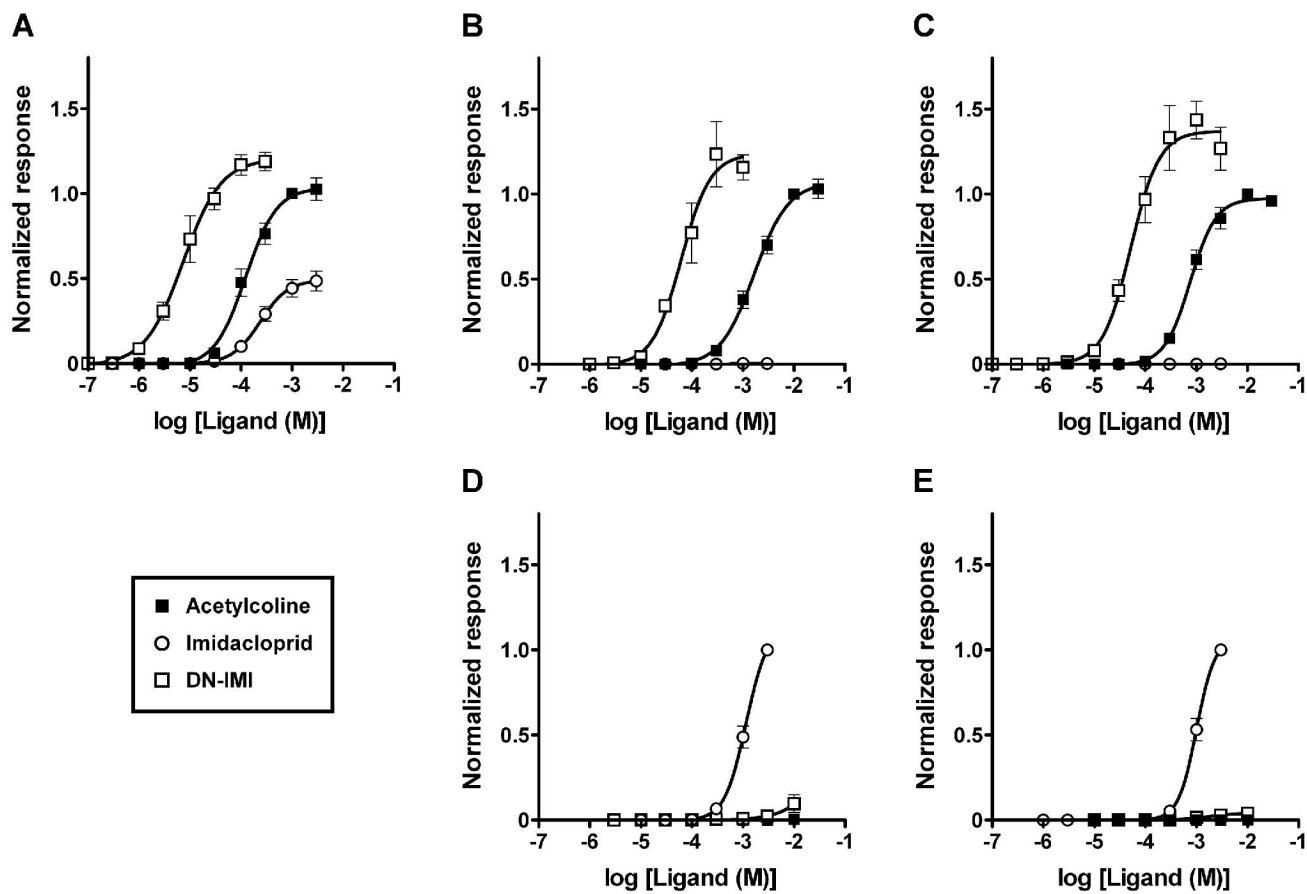 A
B
C
Normalized response
1.5
1.0
0.5
0
-7 -6 -5 -4 -3 -2 -1
log [Ligand (M)]
Normalized response
1.5
1.0
0.5
0
-7 -6 -5 -4 -3 -2 -1
log [Ligand (M)]
Normalized response
1.5
1.0
0.5
0
-7 -6 -5 -4 -3 -2 -1
log [Ligand (M)]
D
E
Acetylcoline
Imidacloprid
DN-IMI
Normalized response
1.5
1.0
0.5
0
-7 -6 -5 -4 -3 -2 -1
log [Ligand (M)]
Normalized response
1.5
1.0
0.5
0
-7 -6 -5 -4 -3 -2 -1
log [Ligand (M)]